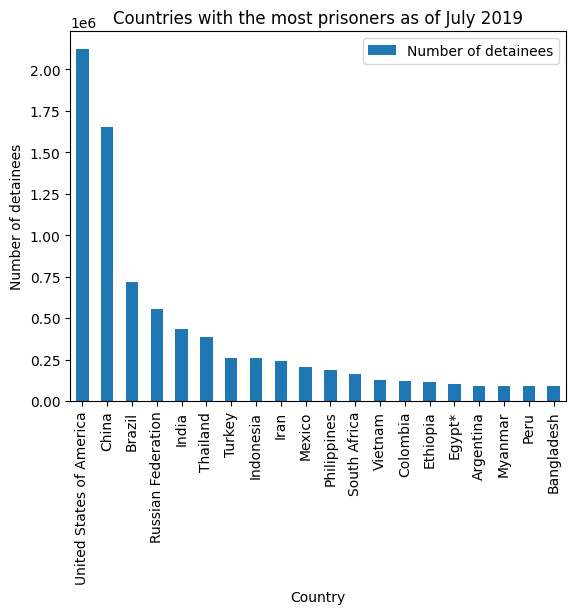 Countries with the most prisoners as of July 2019
1e6
Number of detainees
Number of detainees
2.00
1.75
1.50
1.25
1.00
0.75
0.50
0.25
0.00
United States of America
China
Brazil
Russian Federation
India
Thailand
Turkey
Indonesia
Iran
Mexico
Philippines
South Africa
Vietnam
Colombia
Ethiopia
Egypt*
Argentina
Myanmar
Peru
Bangladesh
Country